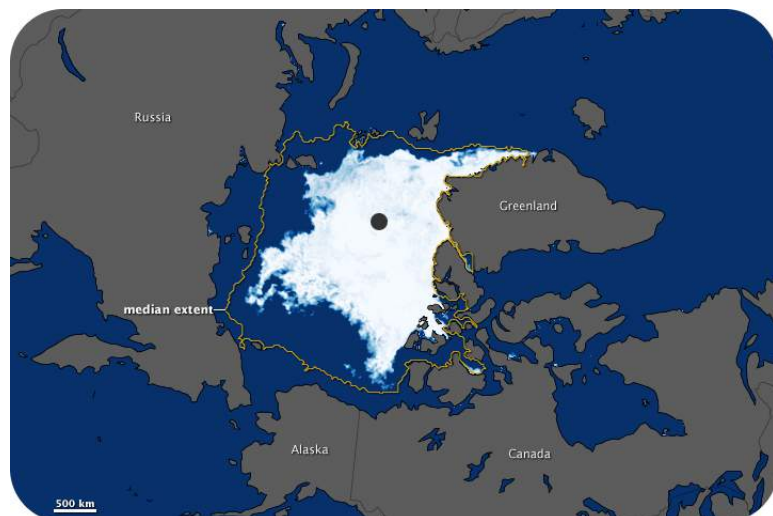 Russia
Greenland
median extent
Alaska
Canada
500 km